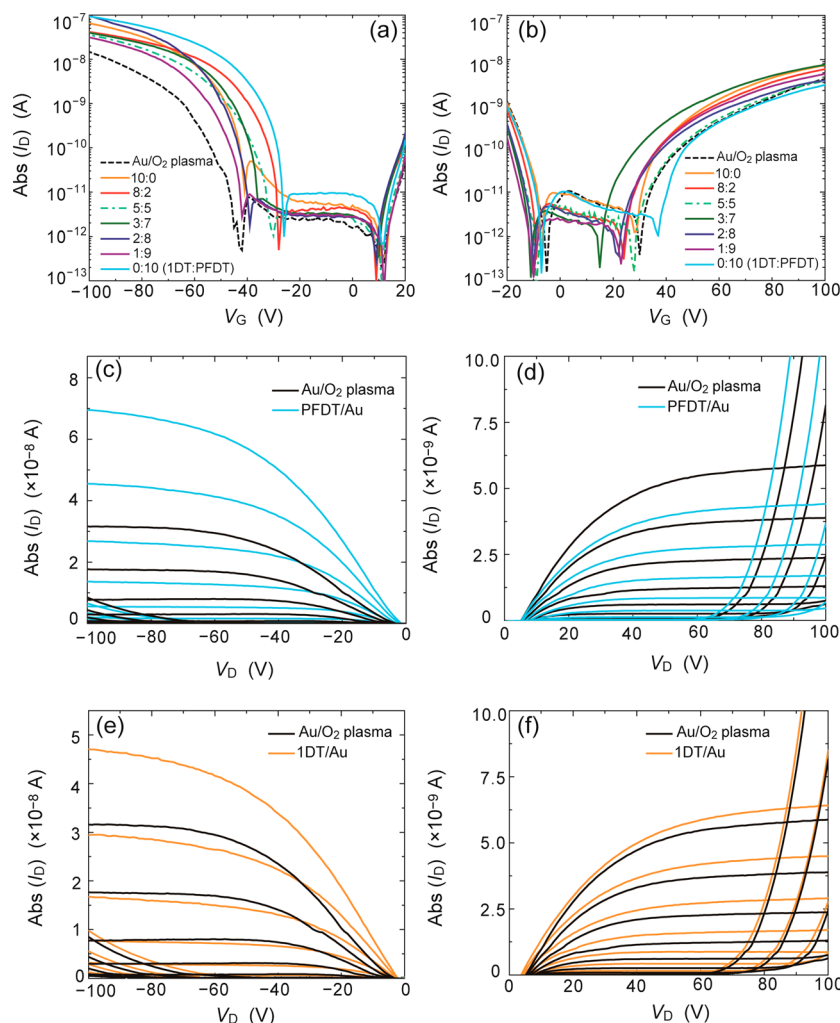 (a)
Abs (I_D) (A)
10⁻⁷
10⁻⁸
10⁻⁹
10⁻¹⁰
10⁻¹¹
10⁻¹²
10⁻¹³
Au/O₂ plasma
10:0
8:2
5:5
3:7
2:8
1:9
0:10 (1DT:PFDT)
−100 −80 −60 −40 −20 0 20
V_G (V)
(b)
Abs (I_D) (A)
10⁻⁷
10⁻⁸
10⁻⁹
10⁻¹⁰
10⁻¹¹
10⁻¹²
10⁻¹³
Au/O₂ plasma
10:0
8:2
5:5
3:7
2:8
1:9
0:10 (1DT:PFDT)
−20 0 20 40 60 80 100
V_G (V)
(c)
Abs (I_D) (×10⁻⁸ A)
8
7
6
5
4
3
2
1
0
Au/O₂ plasma
PFDT/Au
−100 −80 −60 −40 −20 0
V_D (V)
(d)
Abs (I_D) (×10⁻⁹ A)
10.0
7.5
5.0
2.5
0
Au/O₂ plasma
PFDT/Au
0 20 40 60 80 100
V_D (V)
(e)
Abs (I_D) (×10⁻⁸ A)
5
4
3
2
1
0
Au/O₂ plasma
1DT/Au
−100 −80 −60 −40 −20 0
V_D (V)
(f)
Abs (I_D) (×10⁻⁹ A)
10.0
7.5
5.0
2.5
0
Au/O₂ plasma
1DT/Au
0 20 40 60 80 100
V_D (V)